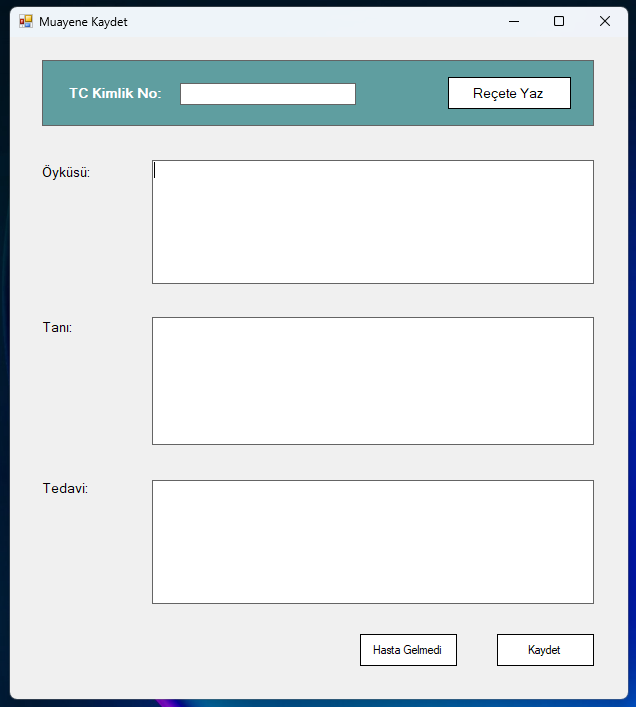 Muayene Kaydet
TC Kimlik No:
Reçete Yaz
Öyküsü:
Tanı:
Tedavi:
Hasta Gelmedi
Kaydet